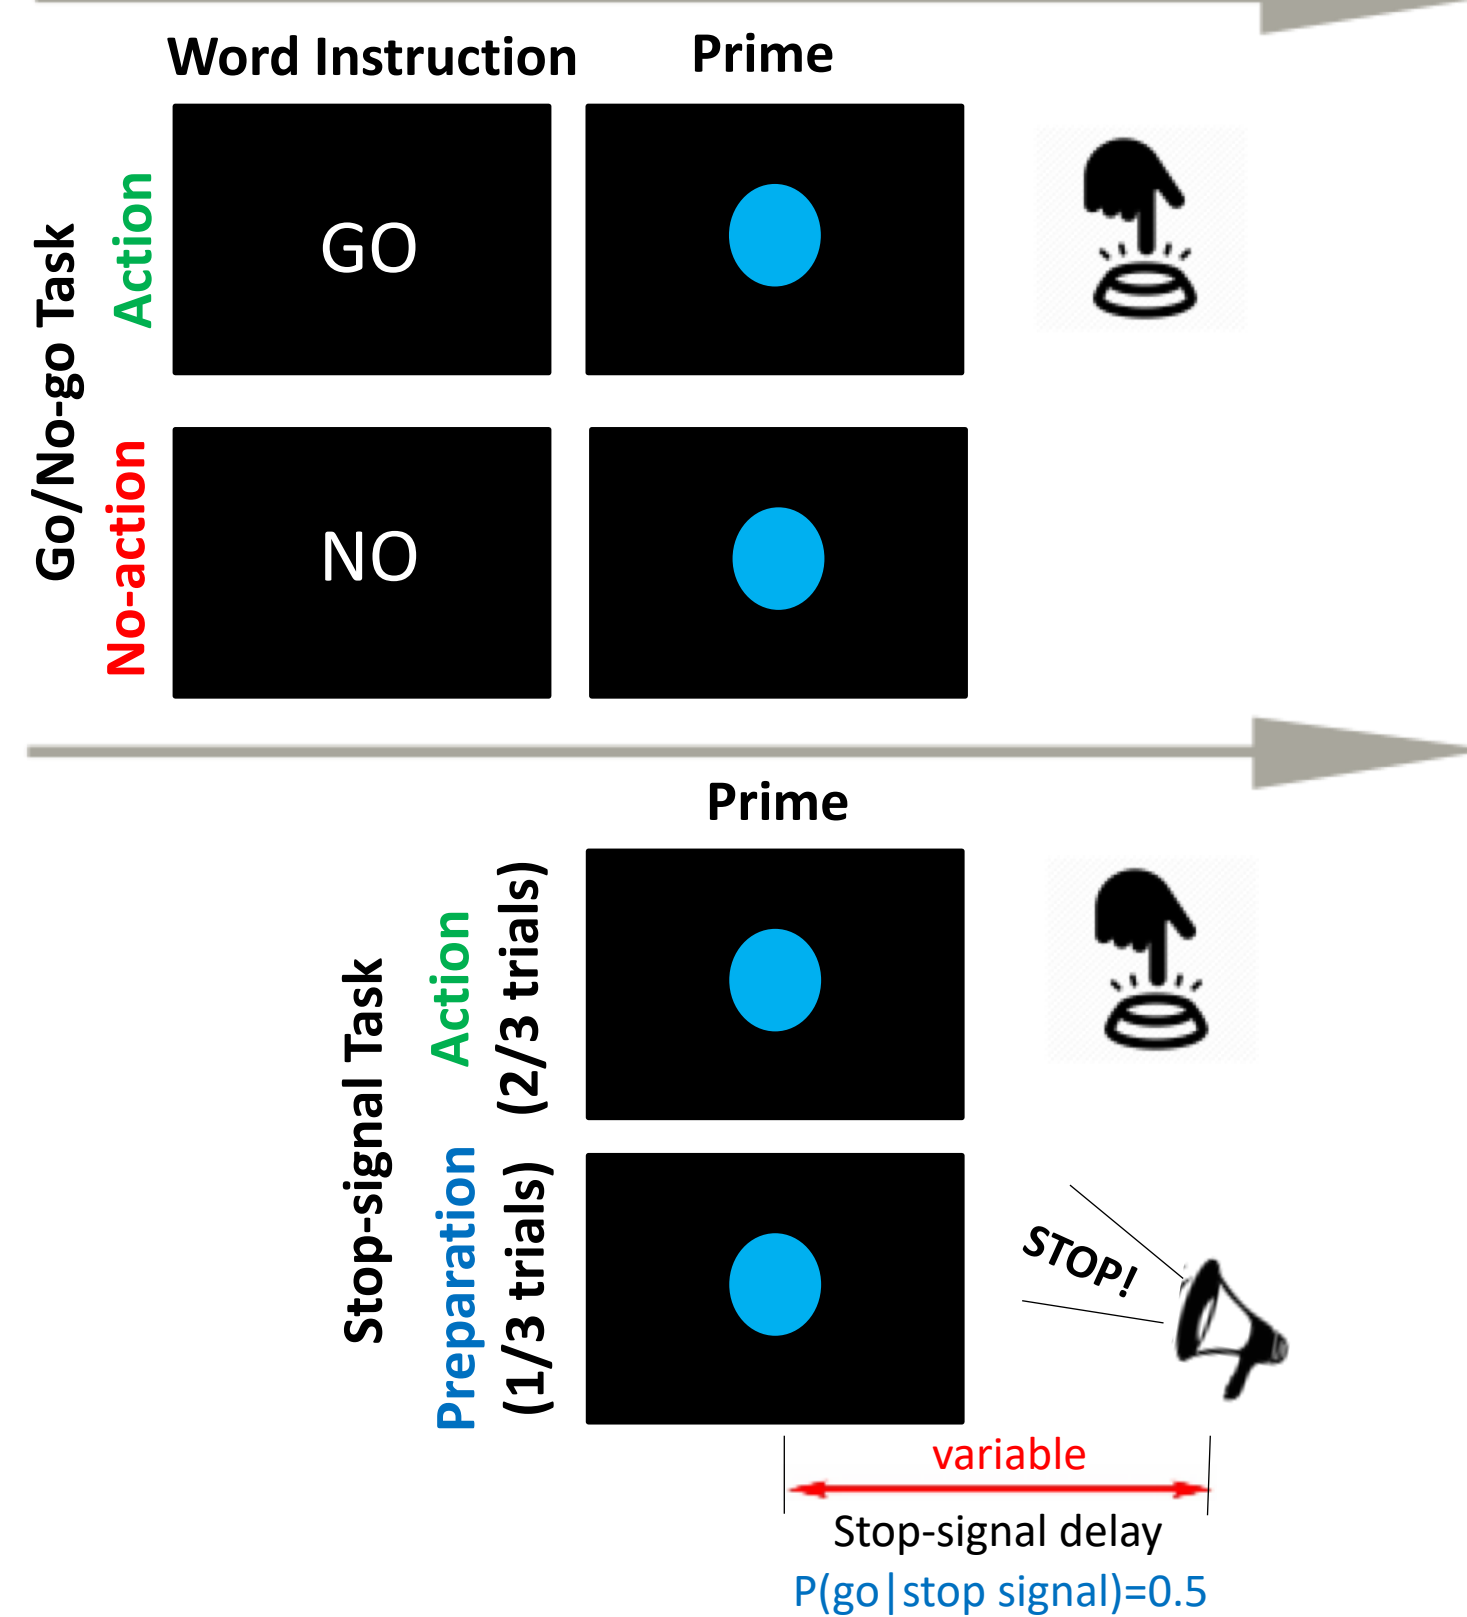 Word Instruction
Prime
Go/No-go Task
Action
GO
No-action
NO
Prime
Stop-signal Task
Action
(2/3 trials)
Preparation
(1/3 trials)
STOP!
variable
Stop-signal delay
P(go|stop signal)=0.5